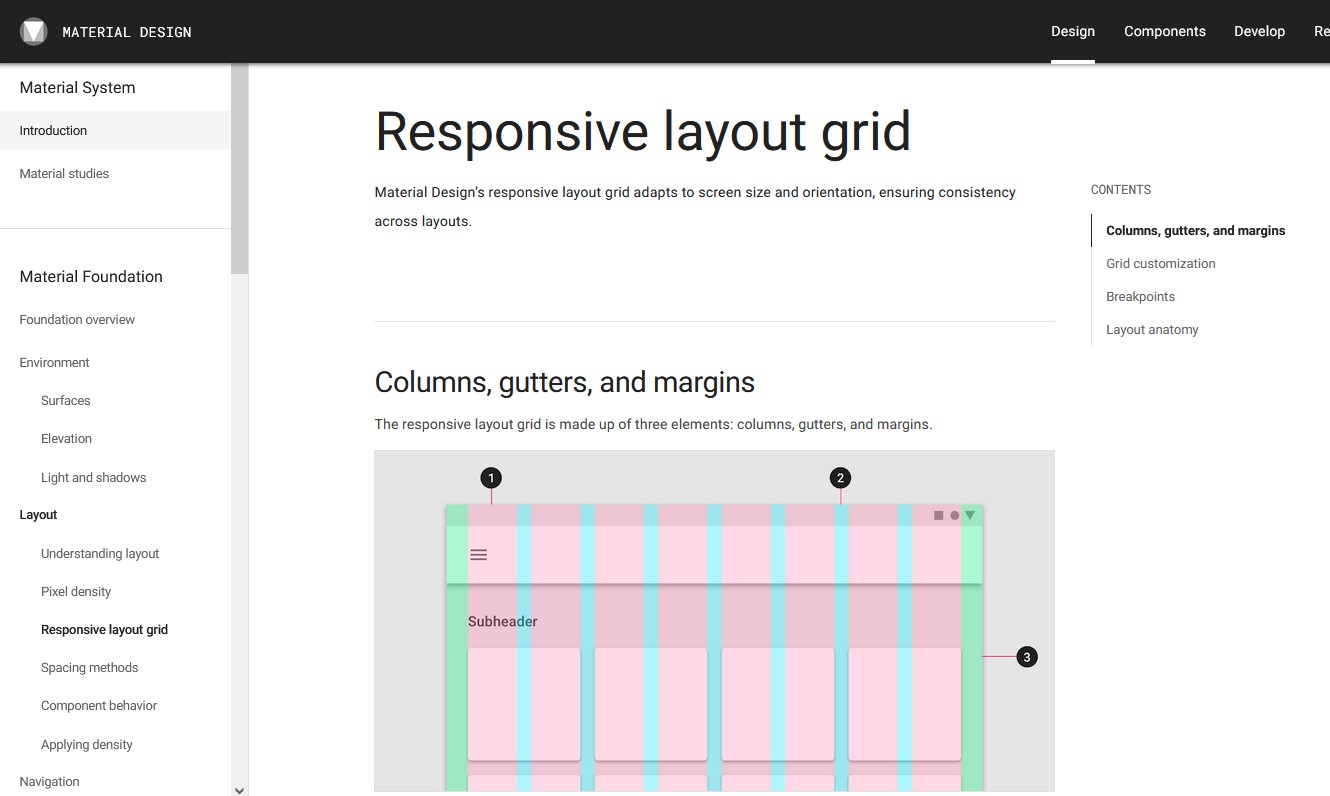 MATERIAL DESIGN
Design
Components
Develop
Re
Material System
Introduction
Material studies
Material Foundation
Foundation overview
Environment
Surfaces
Elevation
Light and shadows
Layout
Understanding layout
Pixel density
Responsive layout grid
Spacing methods
Component behavior
Applying density
Navigation
Responsive layout grid
Material Design's responsive layout grid adapts to screen size and orientation, ensuring consistency
across layouts.
Columns, gutters, and margins
The responsive layout grid is made up of three elements: columns, gutters, and margins.
1
2
Subheader
3
CONTENTS
Columns, gutters, and margins
Grid customization
Breakpoints
Layout anatomy